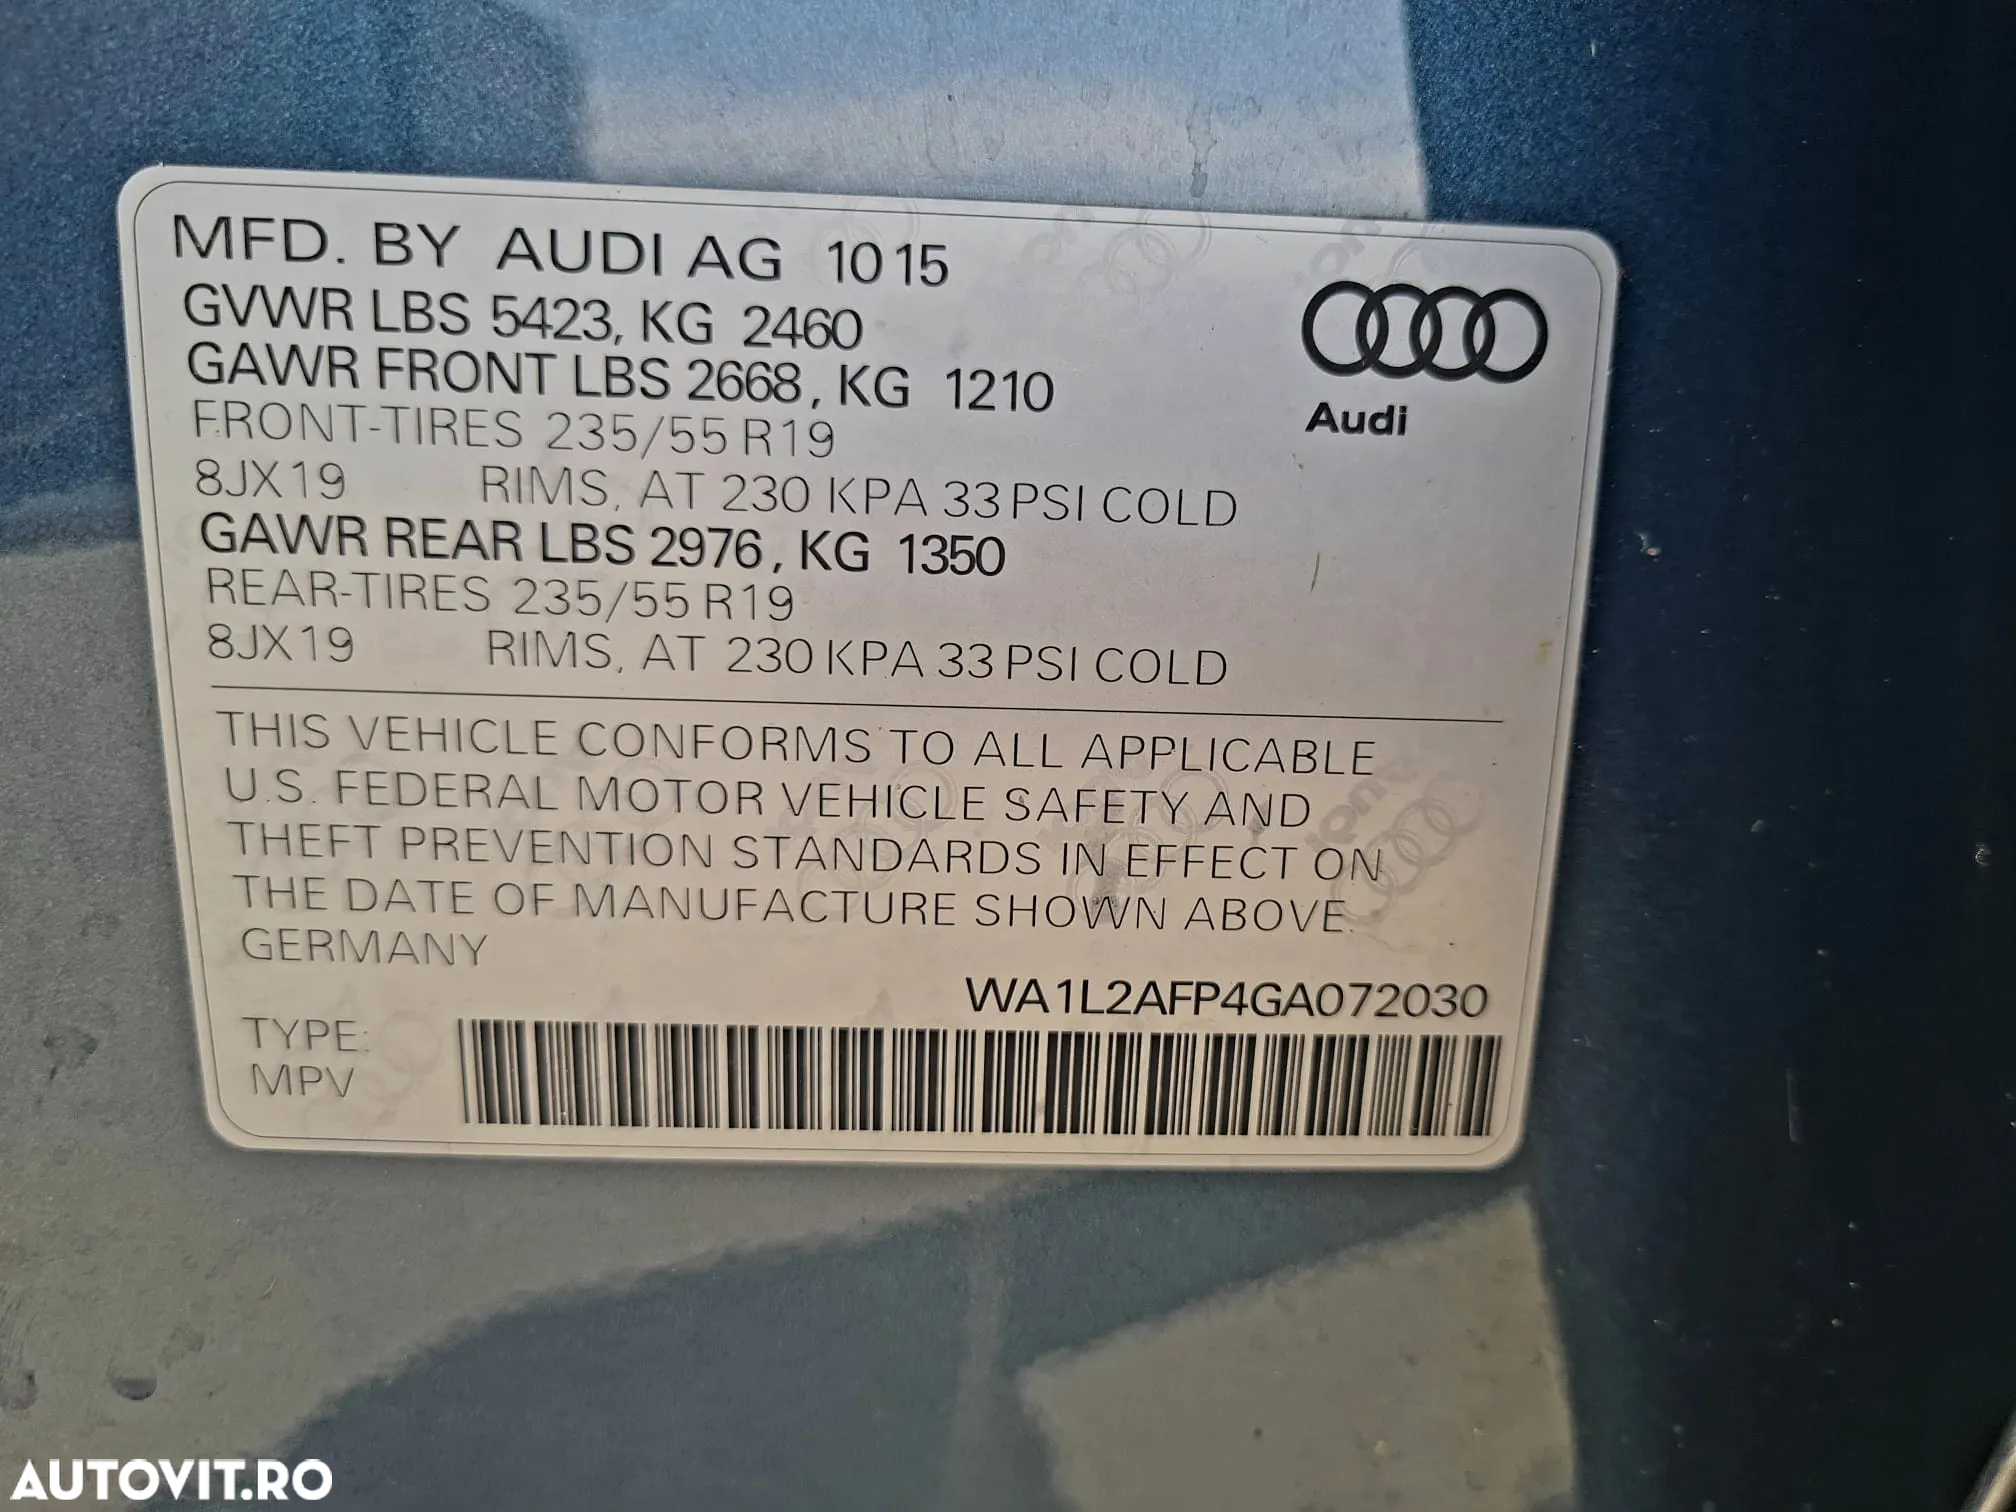 MFD. BY AUDI AG 10 15
GVWR LBS 5423, KG 2460
GAWR FRONT LBS 2668, KG 1210
FRONT-TIRES 235/55 R19
8JX19 RIMS, AT 230 KPA 33 PSI COLD
GAWR REAR LBS 2976, KG 1350
REAR-TIRES 235/55 R19
8JX19 RIMS, AT 230 KPA 33 PSI COLD
Audi
THIS VEHICLE CONFORMS TO ALL APPLICABLE
U.S. FEDERAL MOTOR VEHICLE SAFETY AND
THEFT PREVENTION STANDARDS IN EFFECT ON
THE DATE OF MANUFACTURE SHOWN ABOVE.
GERMANY
WA1L2AFP4GA072030
TYPE:
MPV
AUTOVIT.RO